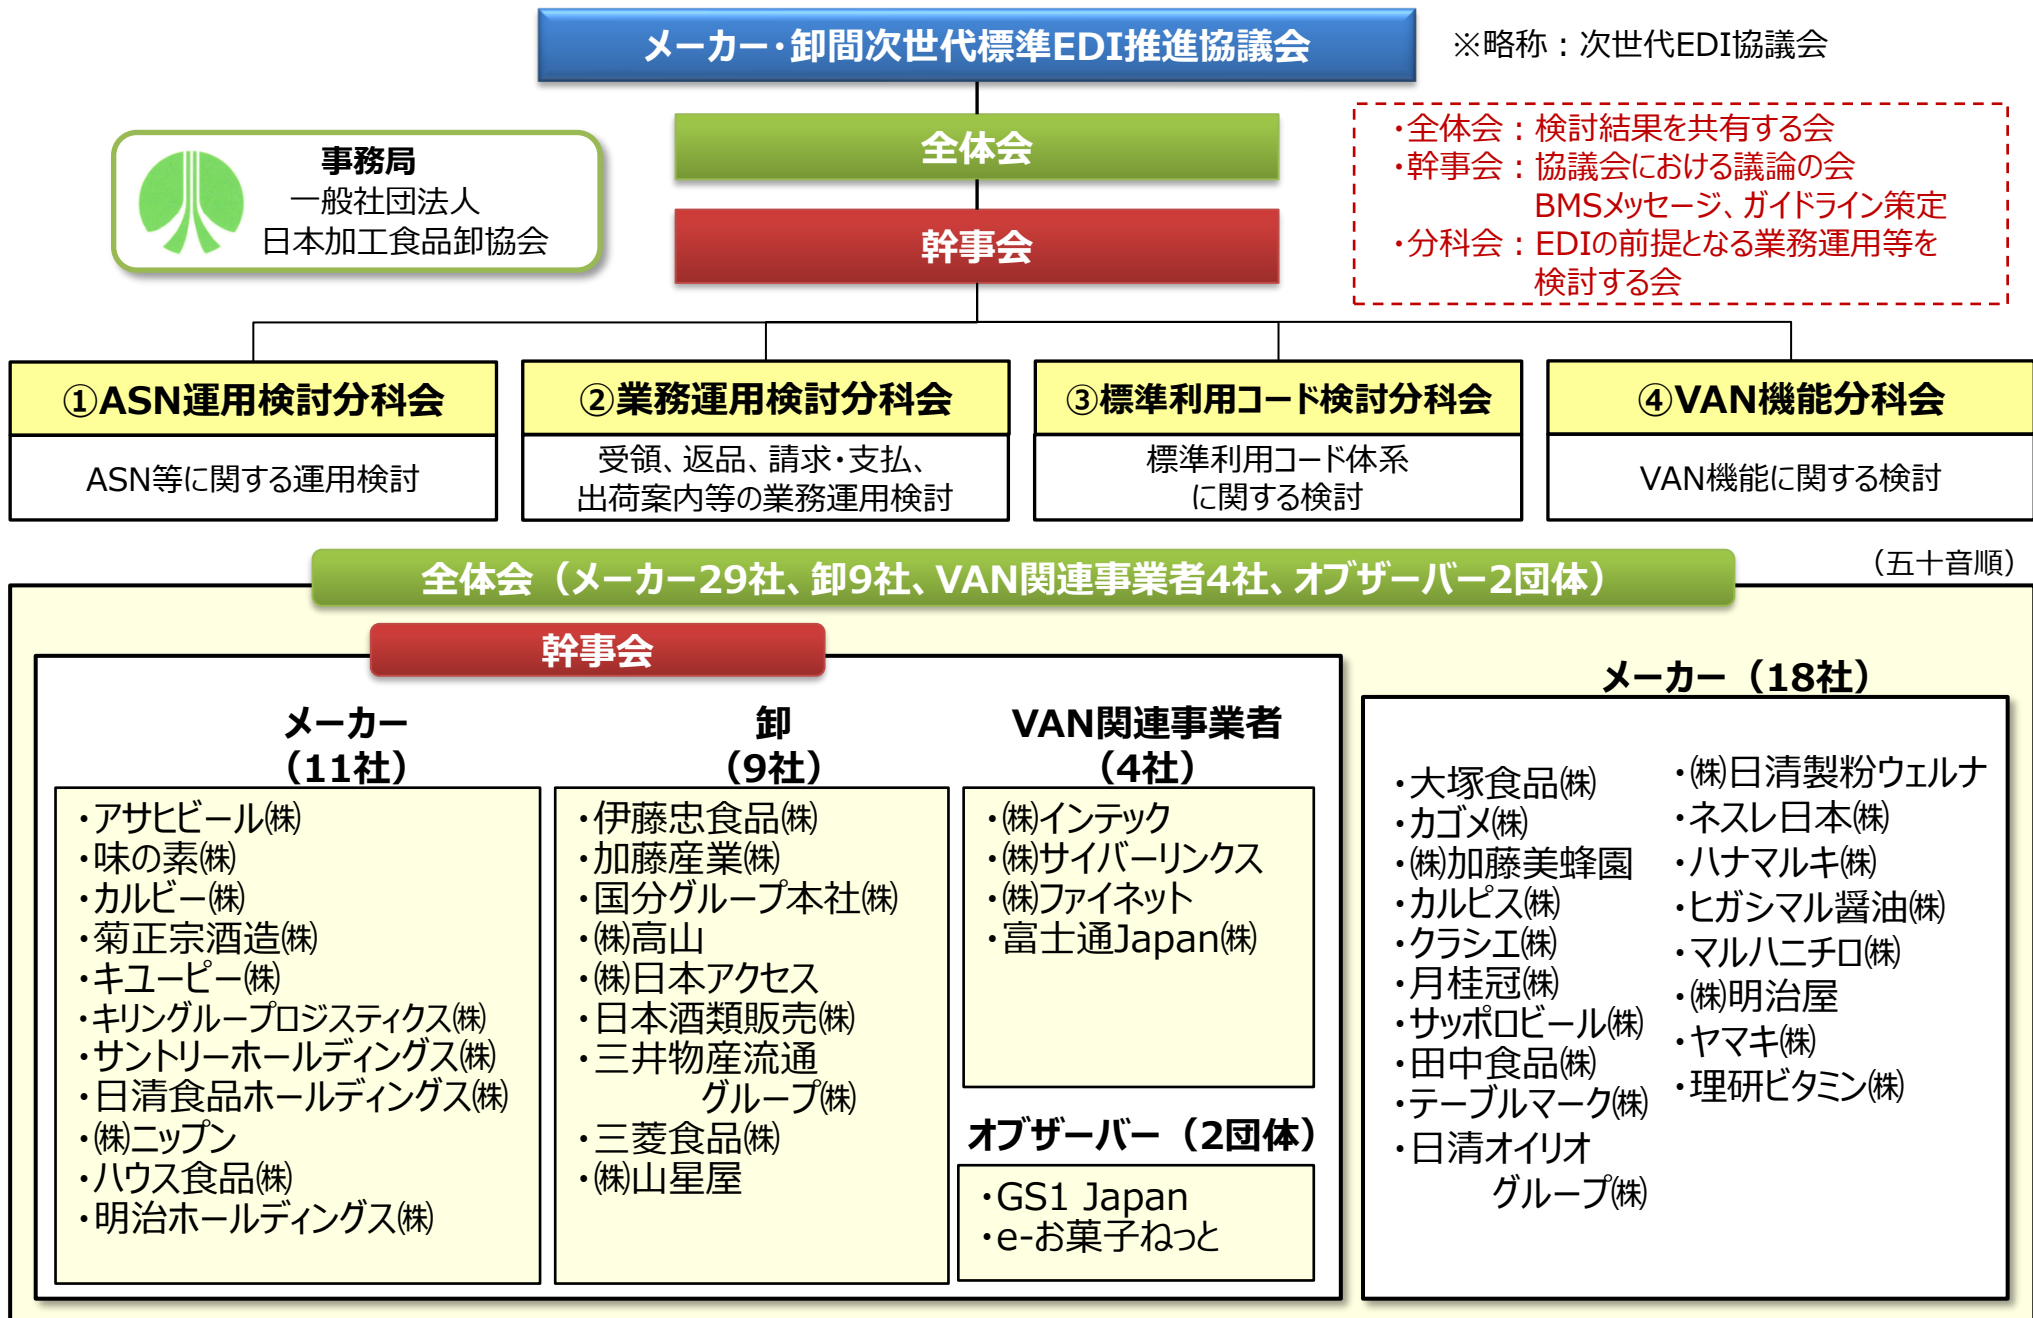 メーカー・卸間次世代標準EDI推進協議会
※略称：次世代EDI協議会
全体会
幹事会
事務局
一般社団法人
日本加工食品卸協会
・全体会：検討結果を共有する会
・幹事会：協議会における議論の会
BMSメッセージ、ガイドライン策定
・分科会：EDIの前提となる業務運用等を
検討する会
①ASN運用検討分科会
ASN等に関する運用検討
②業務運用検討分科会
受領、返品、請求・支払、
出荷案内等の業務運用検討
③標準利用コード検討分科会
標準利用コード体系
に関する検討
④VAN機能分科会
VAN機能に関する検討
全体会（メーカー29社、卸9社、VAN関連事業者4社、オブザーバー2団体）
（五十音順）
幹事会
メーカー
（11社）
・アサヒビール㈱
・味の素㈱
・カルビー㈱
・菊正宗酒造㈱
・キユーピー㈱
・キリングループロジスティクス㈱
・サントリーホールディングス㈱
・日清食品ホールディングス㈱
・㈱ニップン
・ハウス食品㈱
・明治ホールディングス㈱
卸
（9社）
・伊藤忠食品㈱
・加藤産業㈱
・国分グループ本社㈱
・㈱高山
・㈱日本アクセス
・日本酒類販売㈱
・三井物産流通
グループ㈱
・三菱食品㈱
・㈱山星屋
VAN関連事業者
（4社）
・㈱インテック
・㈱サイバーリンクス
・㈱ファイネット
・富士通Japan㈱
オブザーバー（2団体）
・GS1 Japan
・e-お菓子ねっと
メーカー（18社）
・大塚食品㈱
・カゴメ㈱
・㈱加藤美蜂園
・カルピス㈱
・クラシエ㈱
・月桂冠㈱
・サッポロビール㈱
・田中食品㈱
・テーブルマーク㈱
・日清オイリオ
グループ㈱
・㈱日清製粉ウェルナ
・ネスレ日本㈱
・ハナマルキ㈱
・ヒガシマル醤油㈱
・マルハニチロ㈱
・㈱明治屋
・ヤマキ㈱
・理研ビタミン㈱